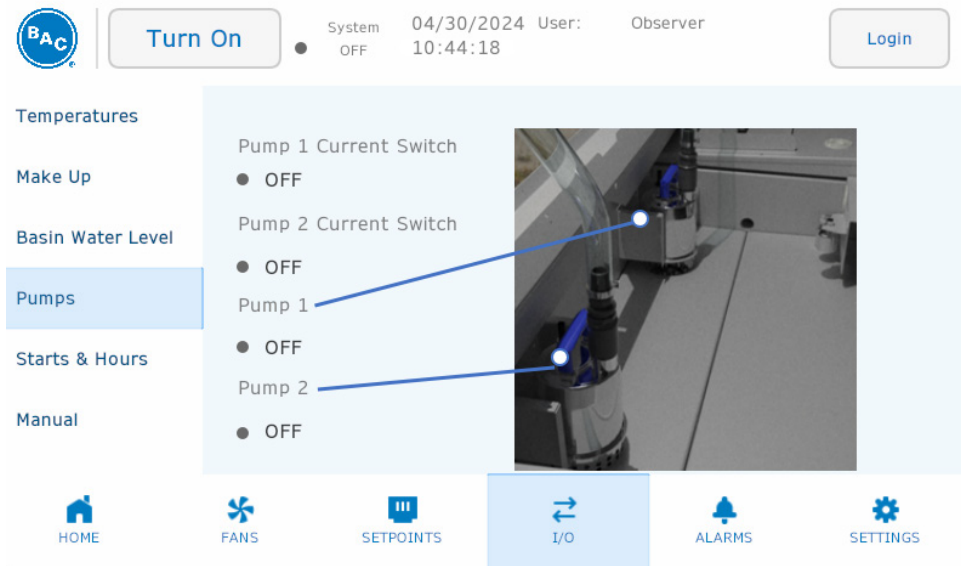 BAC
Turn On
System
OFF
04/30/2024
10:44:18
User:
Observer
Login
Temperatures
Make Up
Basin Water Level
Pumps
Starts & Hours
Manual
Pump 1 Current Switch
OFF
Pump 2 Current Switch
OFF
Pump 1
OFF
Pump 2
OFF
HOME
FANS
SETPOINTS
I/O
ALARMS
SETTINGS